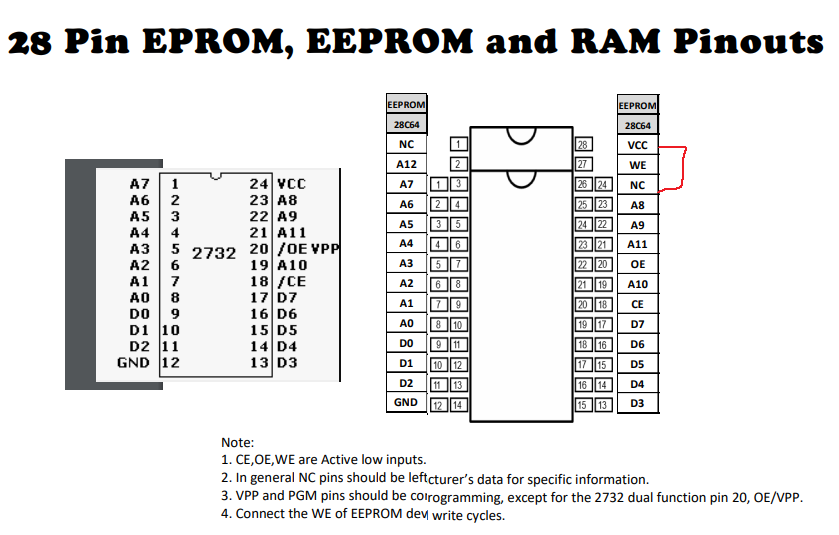 28 Pin EPROM, EEPROM and RAM Pinouts
EEPROM EEPROM
28C64 28C64
NC 1 28 VCC
A12 2 27 WE
A7 1 3 26 24 NC
A6 2 4 25 23 A8
A5 3 5 24 22 A9
A4 4 6 23 21 A11
A3 5 7 22 20 OE
A2 6 8 21 19 A10
A1 7 9 20 18 CE
A0 8 10 19 17 D7
D0 9 11 18 16 D6
D1 10 12 17 15 D5
D2 11 13 16 14 D4
GND 12 14 15 13 D3
A7 1 24 VCC
A6 2 23 A8
A5 3 22 A9
A4 4 21 A11
A3 5 2732 20 /OE VPP
A2 6 19 A10
A1 7 18 /CE
A0 8 17 D7
D0 9 16 D6
D1 10 15 D5
D2 11 14 D4
GND 12 13 D3
Note:
1. CE,OE,WE are Active low inputs.
2. In general NC pins should be left cturer's data for specific information.
3. VPP and PGM pins should be co rogramming, except for the 2732 dual function pin 20, OE/VPP.
4. Connect the WE of EEPROM dev write cycles.